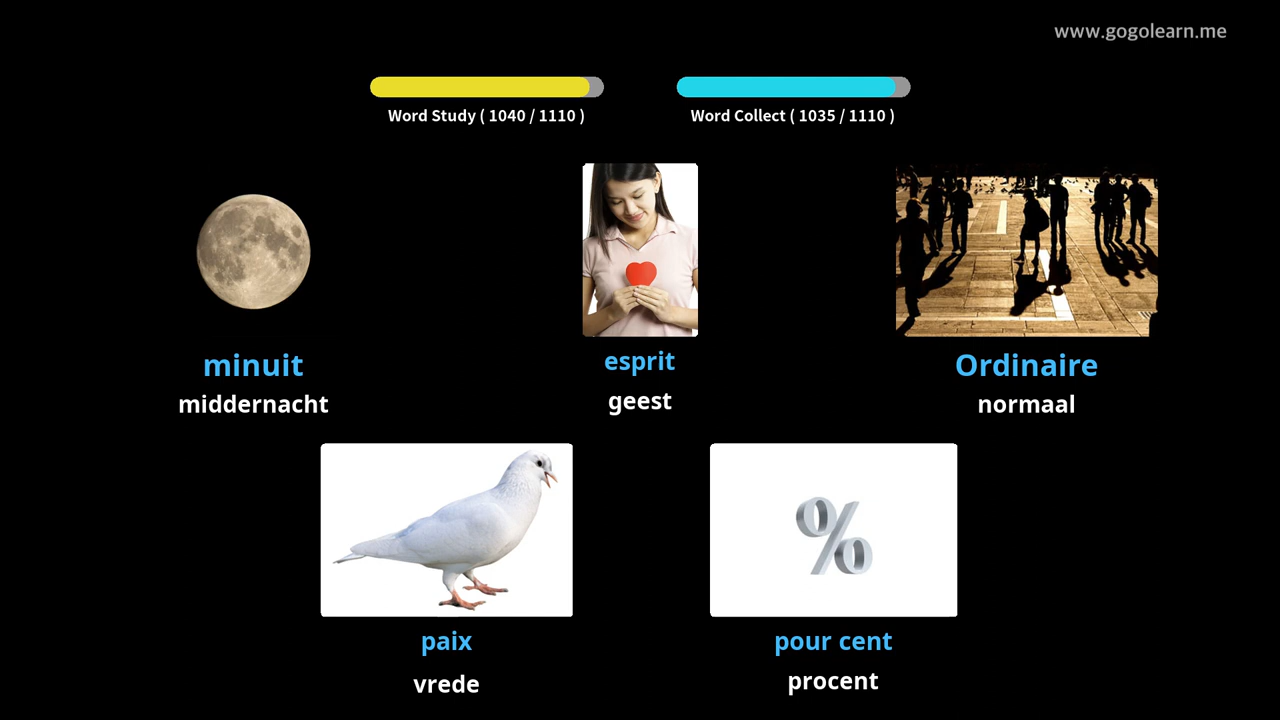 www.gogolearn.me
Word Study ( 1040 / 1110 )
Word Collect ( 1035 / 1110 )
minuit
middernacht
esprit
geest
Ordinaire
normaal
%
paix
vrede
pour cent
procent